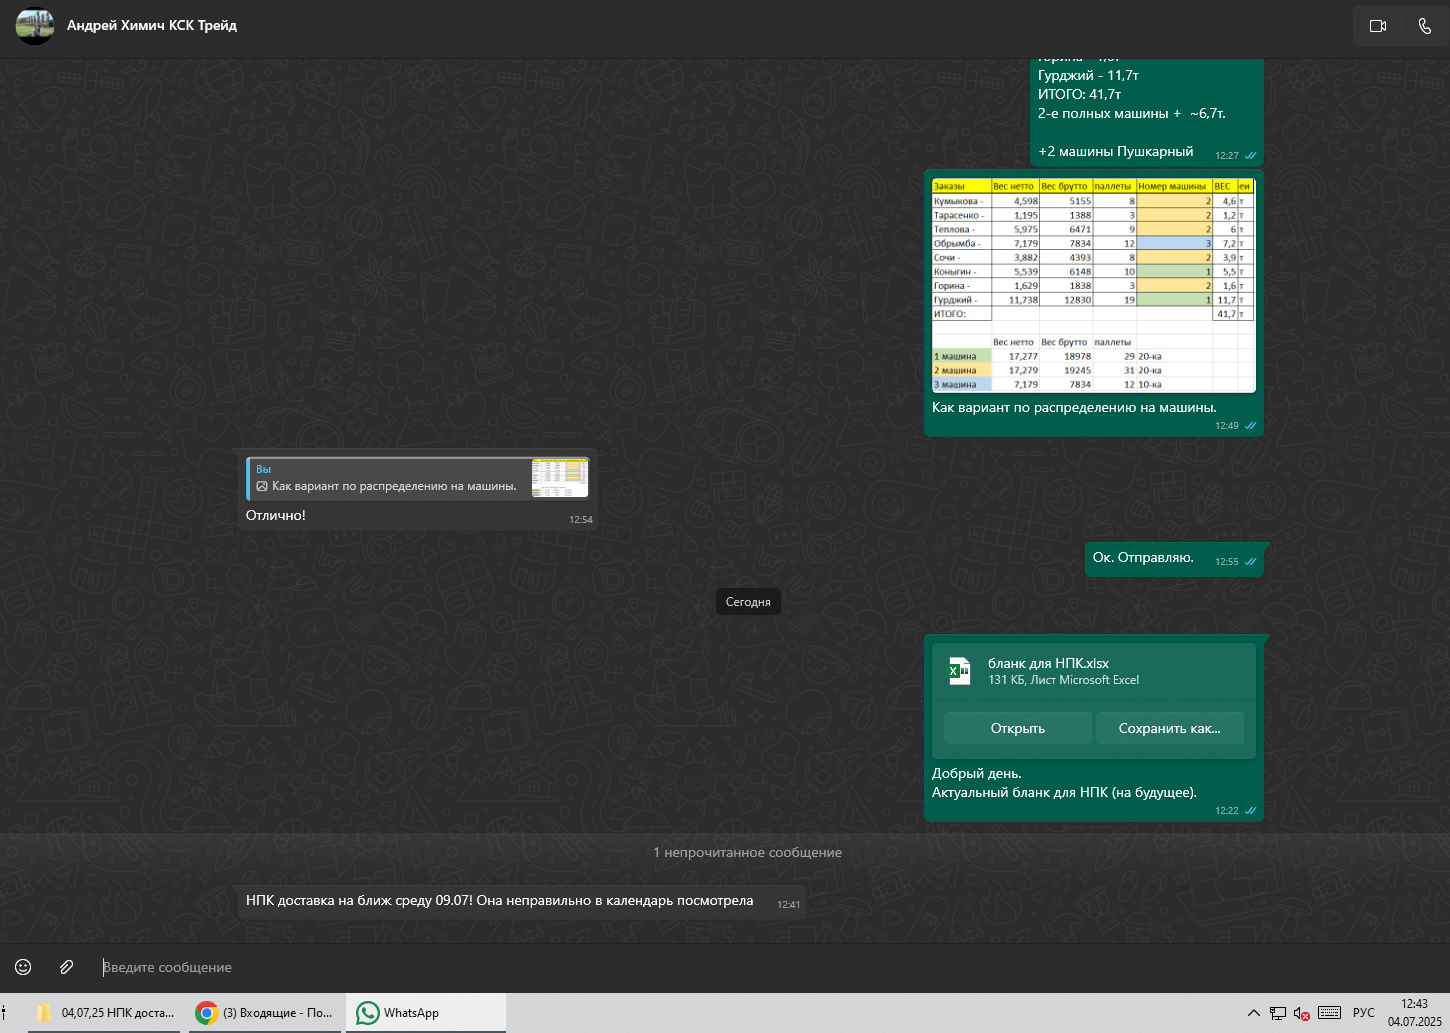 Андрей Химич КСК Трейд
Гурджий - 11,7т
ИТОГО: 41,7т
2-е полных машины + ~6,7т.
+2 машины Пушкарный
12:27
Заказы Вес нетто Вес брутто паллеты Номер машины ВЕС еи
Кумыкова - 4,598 5155 8 2 4,6 т
Тарасенко - 1,195 1388 3 2 1,2 т
Теплова - 5,975 6471 9 2 6 т
Обрымба - 7,179 7834 12 3 7,2 т
Сочи - 3,882 4393 8 2 3,9 т
Коныгин - 5,539 6148 10 1 5,5 т
Горина - 1,629 1838 3 2 1,6 т
Гурджий - 11,738 12830 19 1 11,7 т
ИТОГО: 41,7 т
Вес нетто Вес брутто паллеты
1 машина 17,277 18978 29 20-ка
2 машина 17,279 19245 31 20-ка
3 машина 7,179 7834 12 10-ка
Как вариант по распределению на машины.
12:49
Вы
Как вариант по распределению на машины.
Отлично!
12:54
Ок. Отправляю.
12:55
Сегодня
бланк для НПК.xlsx
131 КБ, Лист Microsoft Excel
Открыть Сохранить как...
Добрый день.
Актуальный бланк для НПК (на будущее).
12:22
1 непрочитанное сообщение
НПК доставка на ближ среду 09.07! Она неправильно в календарь посмотрела
12:41
Введите сообщение
04,07,25 НПК доста... (3) Входящие - По... WhatsApp РУС 12:43
04.07.2025